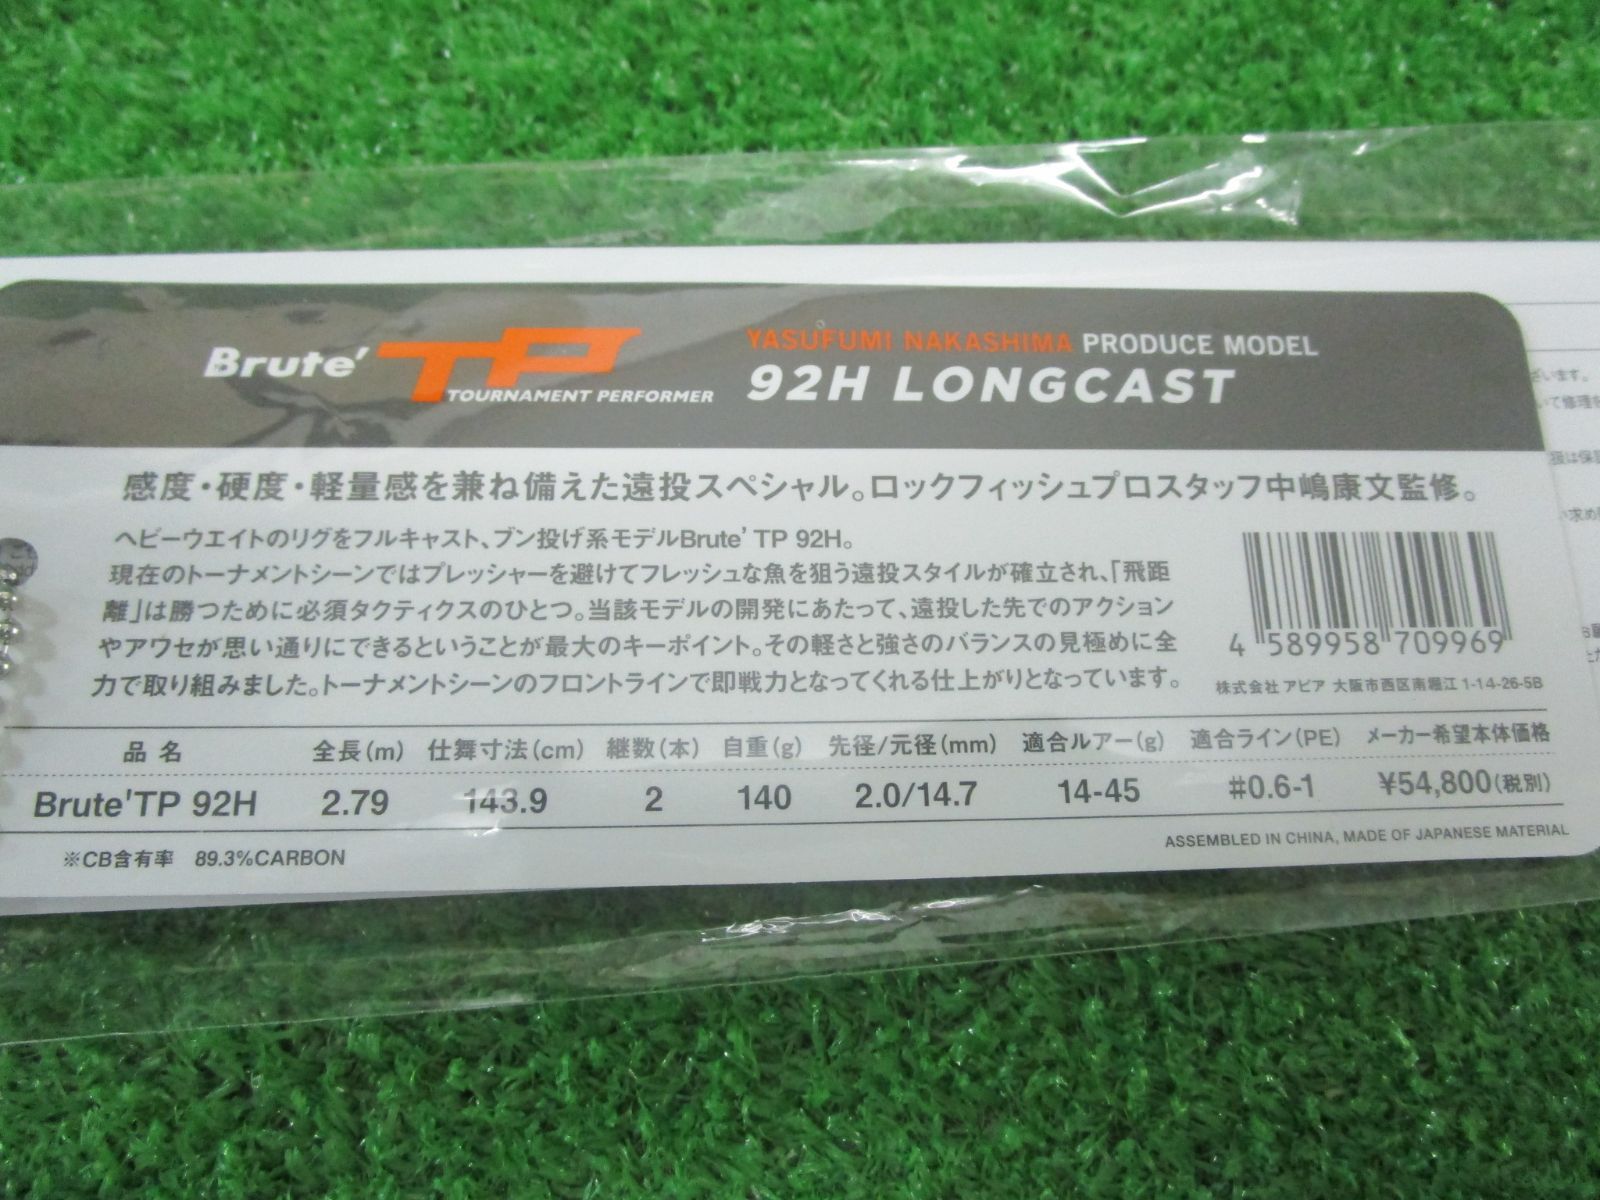 Brute' TP TOURNAMENT PERFORMER
YASUFUMI NAKASHIMA PRODUCE MODEL
92H LONGCAST
感度・硬度・軽量感を兼ね備えた遠投スペシャル。ロックフィッシュプロスタッフ中嶋康文監修。
ヘビーウエイトのリグをフルキャスト、ブン投げ系モデルBrute' TP 92H。
現在のトーナメントシーンではプレッシャーを避けてフレッシュな魚を狙う遠投スタイルが確立され、「飛距
離」は勝つために必須タクティクスのひとつ。当該モデルの開発にあたって、遠投した先でのアクション
やアワセが思い通りにできるということが最大のキーポイント。その軽さと強さのバランスの見極めに全
力で取り組みました。トーナメントシーンのフロントラインで即戦力となってくれる仕上がりとなっています。
4 589958 709969
株式会社 アピア 大阪市西区南堀江 1-14-26-5B
品名 全長(m) 仕舞寸法(cm) 継数(本) 自重(g) 先径/元径(mm) 適合ルアー(g) 適合ライン(PE) メーカー希望本体価格
Brute'TP 92H 2.79 143.9 2 140 2.0/14.7 14-45 #0.6-1 ¥54,800(税別)
※CB含有率 89.3%CARBON
ASSEMBLED IN CHINA, MADE OF JAPANESE MATERIAL
ざいます。
いて修理
扱は保証
い求め